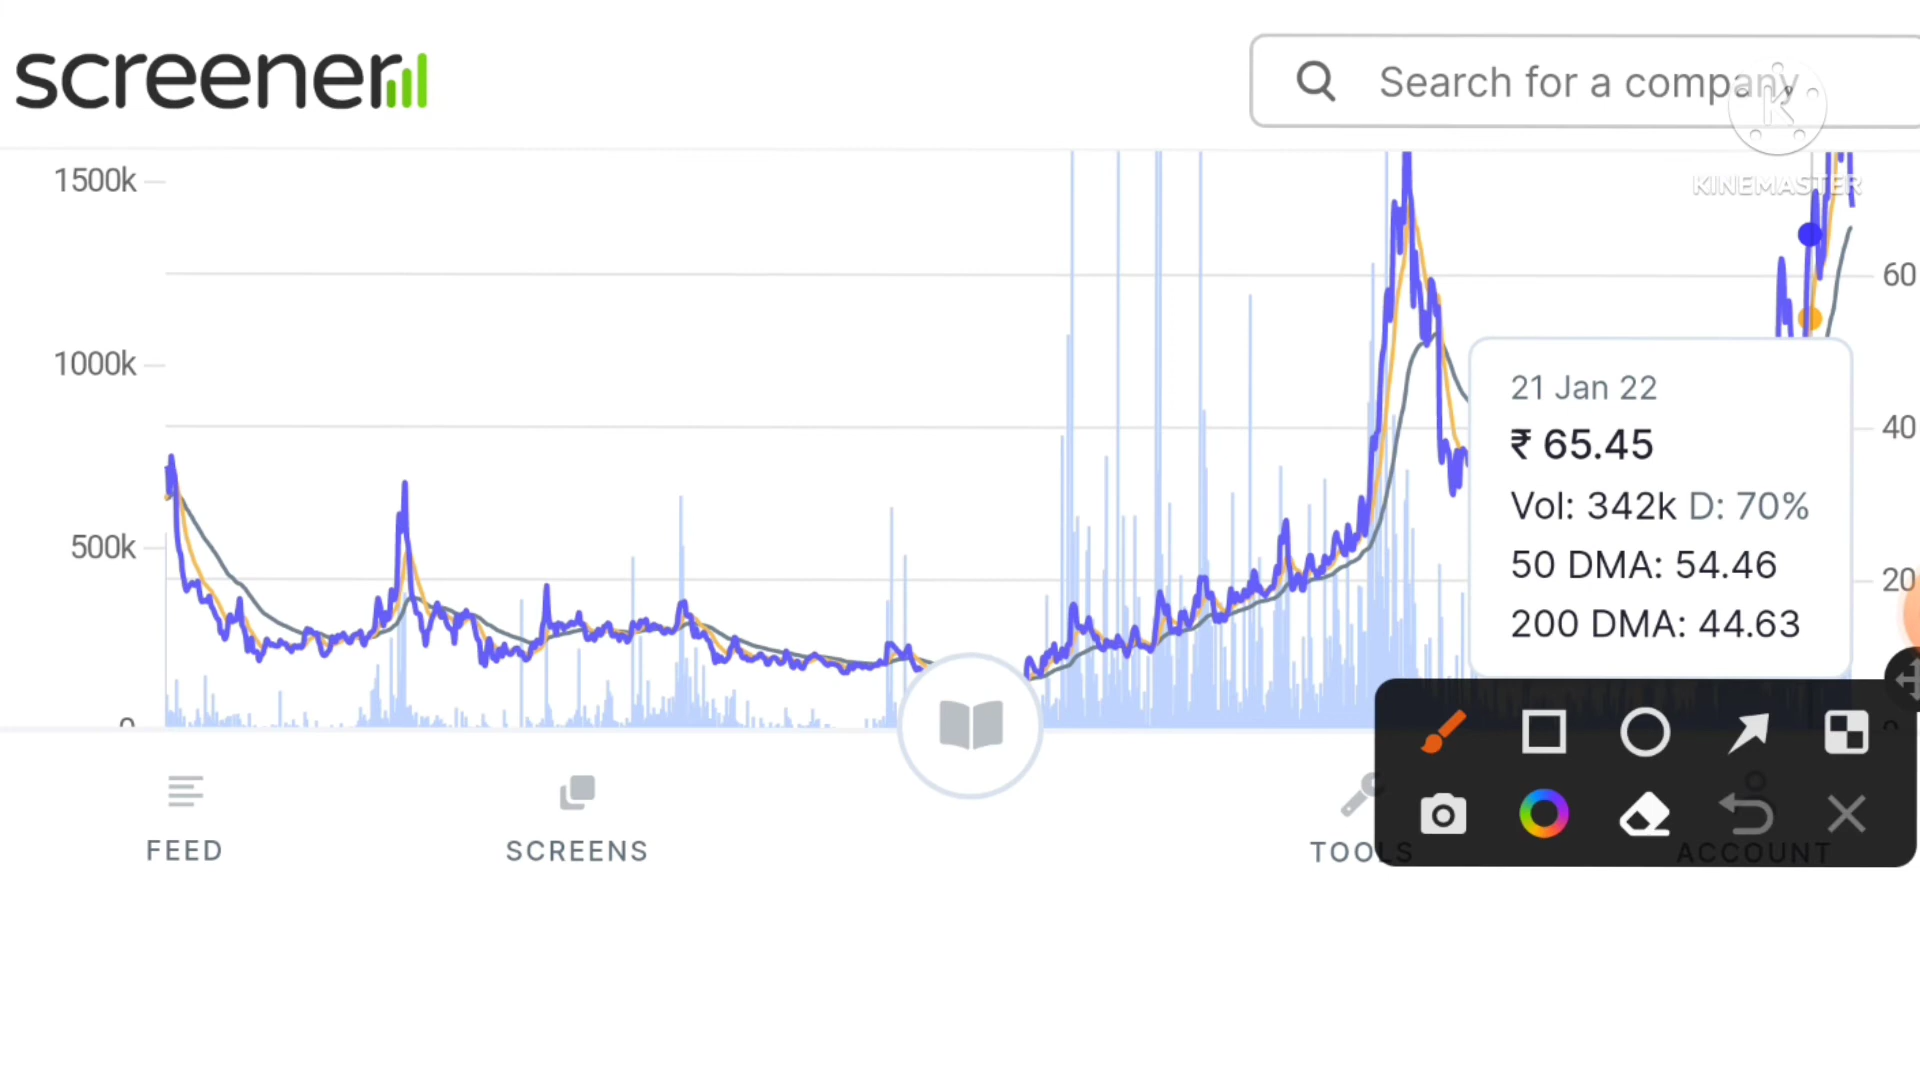 screener
Search for a company
KINEMASTER
1500k
1000k
500k
0
60
40
20
0
21 Jan 22
₹ 65.45
Vol: 342k D: 70%
50 DMA: 54.46
200 DMA: 44.63
FEED
SCREENS
TOOLS
ACCOUNT